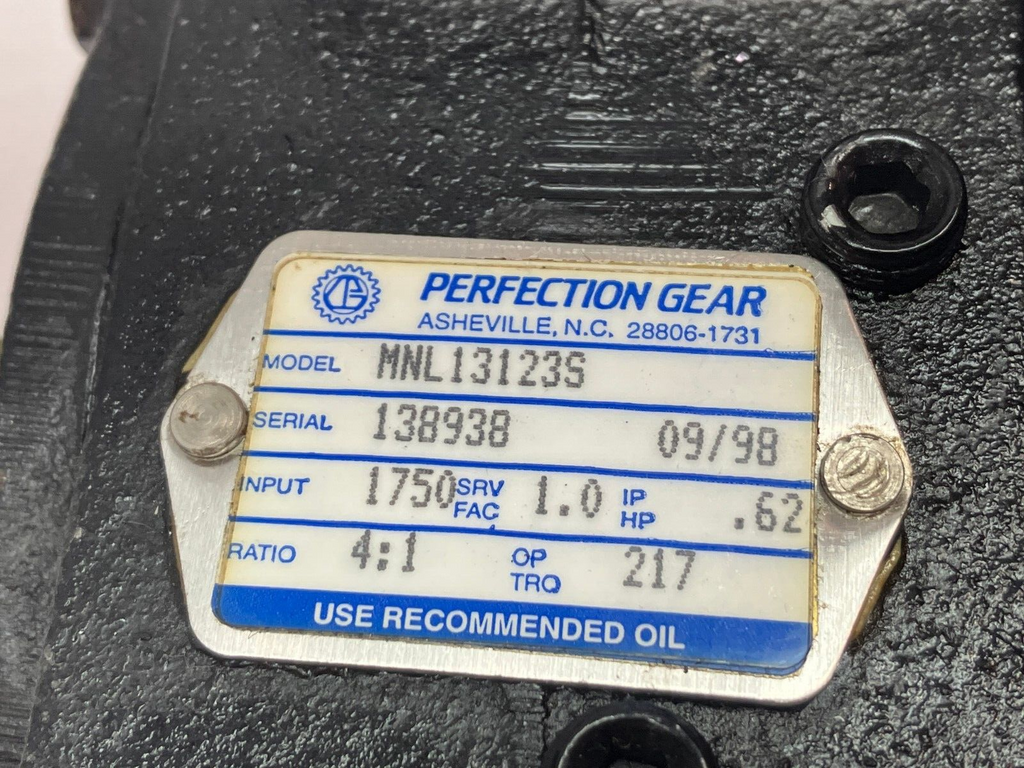 PERFECTION GEAR
ASHEVILLE, N.C. 28806-1731
MODEL MNL13123S
SERIAL 138938 09/98
INPUT 1750 SRV FAC. 1.0 IP HP .62
RATIO 4:1 OP TRQ 217
USE RECOMMENDED OIL